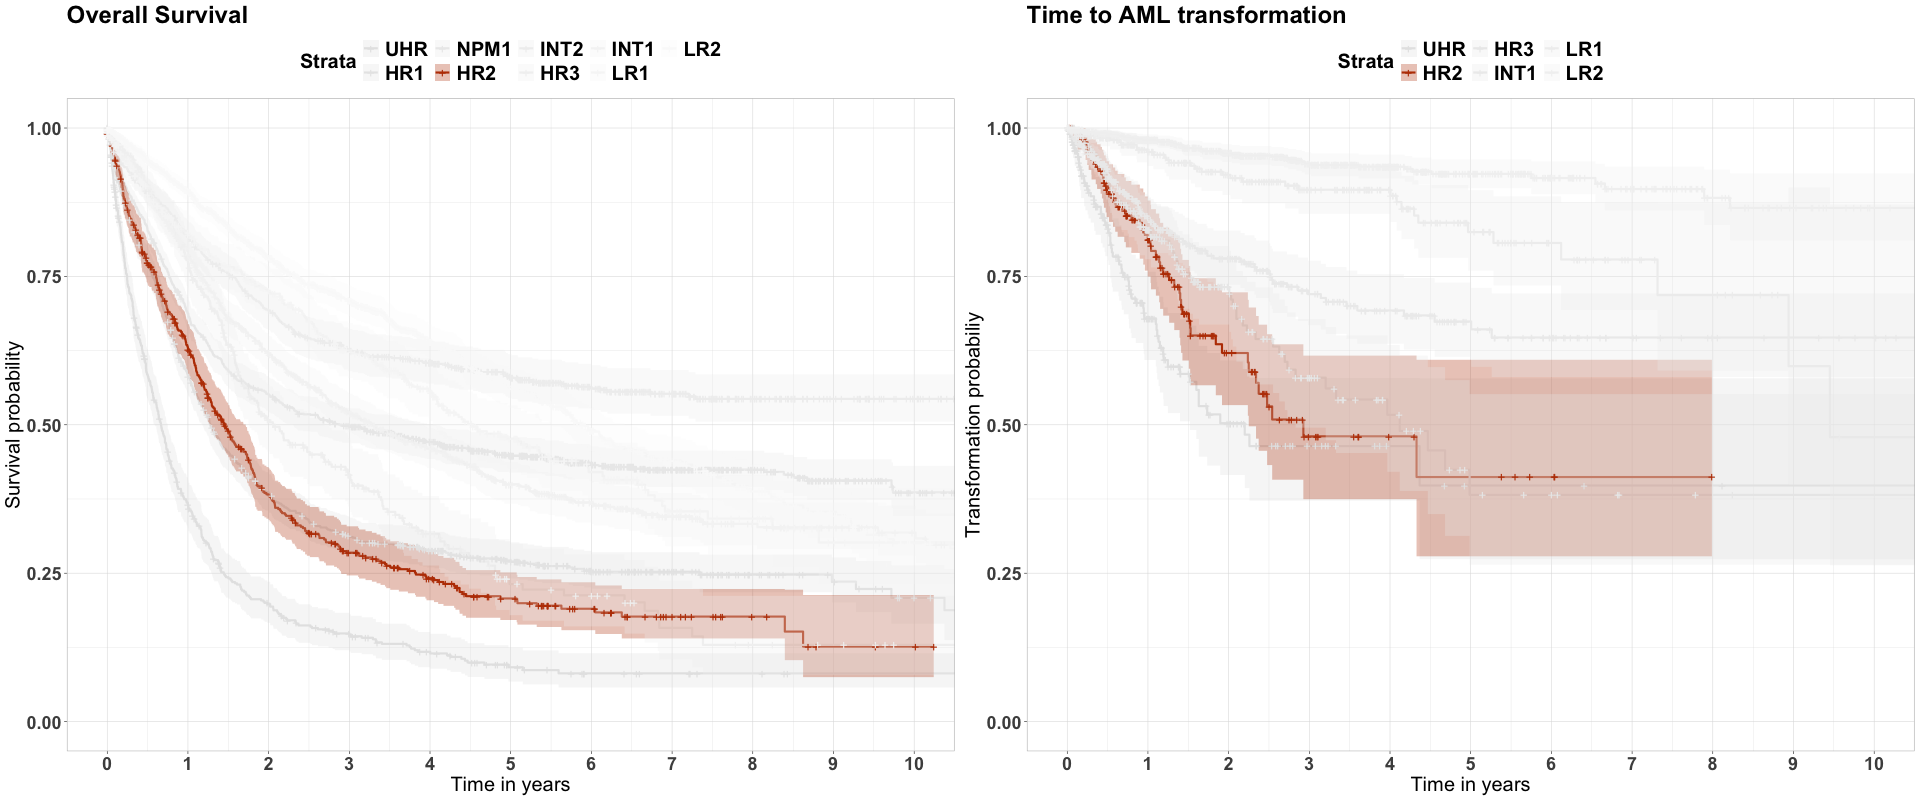 Overall Survival
Strata UHR NPM1 INT2 INT1 LR2
HR1 HR2 HR3 LR1
1.00
0.75
0.50
0.25
0.00
Survival probability
0 1 2 3 4 5 6 7 8 9 10
Time in years
Time to AML transformation
Strata UHR HR3 LR1
HR2 INT1 LR2
1.00
0.75
0.50
0.25
0.00
Transformation probability
0 1 2 3 4 5 6 7 8 9 10
Time in years